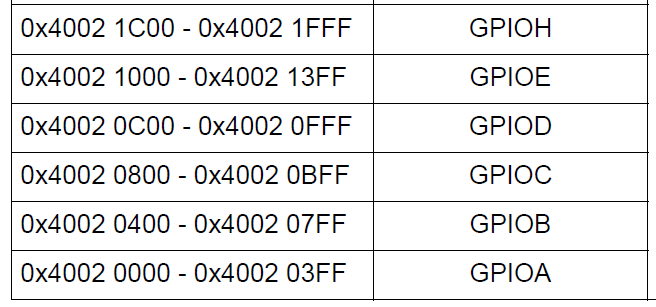 0x4002 1C00 - 0x4002 1FFF GPIOH
0x4002 1000 - 0x4002 13FF GPIOE
0x4002 0C00 - 0x4002 0FFF GPIOD
0x4002 0800 - 0x4002 0BFF GPIOC
0x4002 0400 - 0x4002 07FF GPIOB
0x4002 0000 - 0x4002 03FF GPIOA